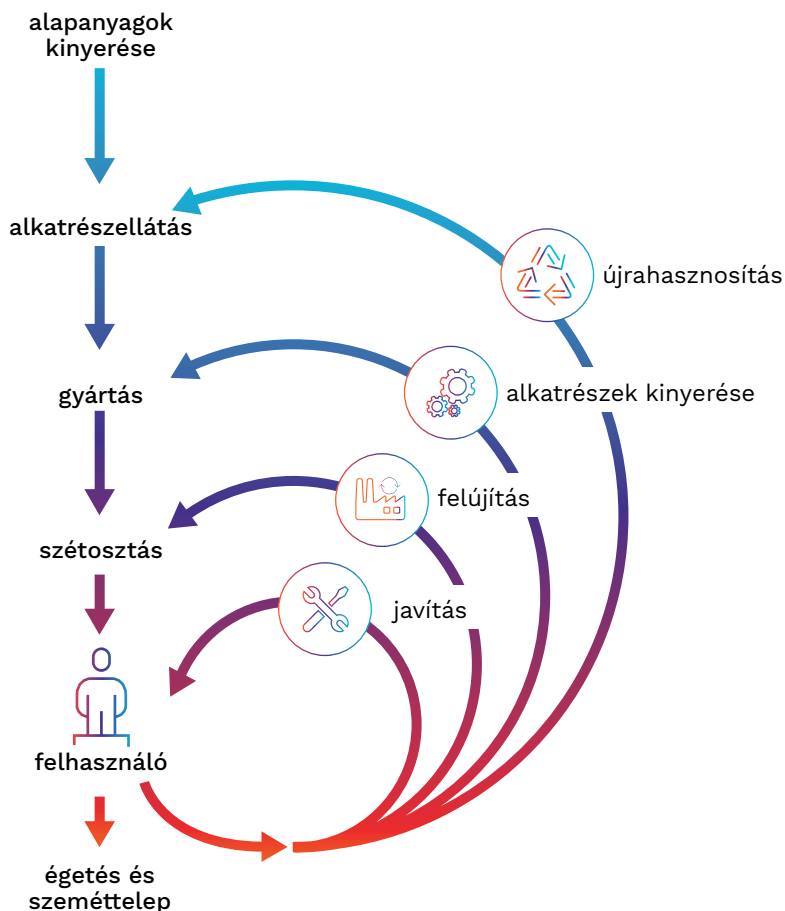 alapanyagok
kinyerése
alkatrészellátás
újrahasznosítás
gyártás
alkatrészek kinyerése
felújítás
szétosztás
javítás
felhasználó
égetés és
szeméttelep